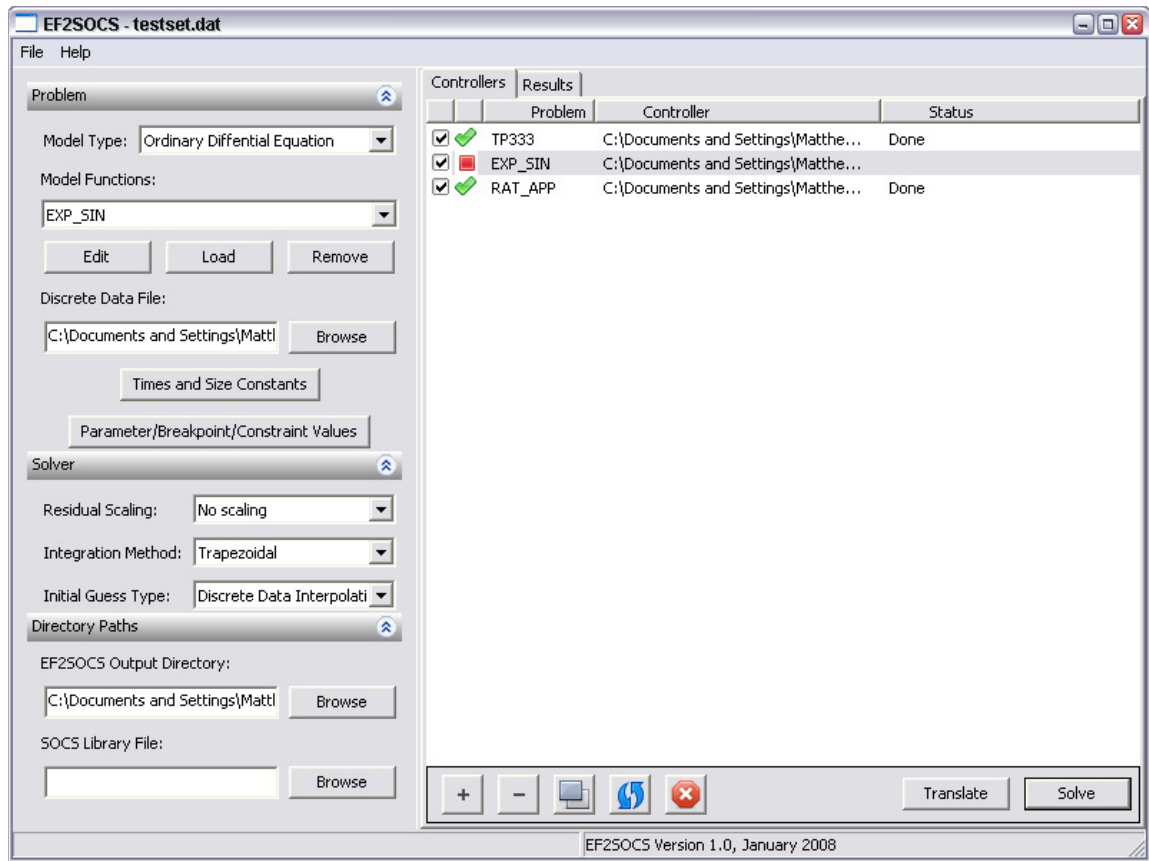 EF2SOCS - testset.dat
File Help
Problem
Model Type: Ordinary Diffential Equation
Model Functions:
EXP_SIN
Edit Load Remove
Discrete Data File:
C:\Documents and Settings\Mattl Browse
Times and Size Constants
Parameter/Breakpoint/Constraint Values
Solver
Residual Scaling: No scaling
Integration Method: Trapezoidal
Initial Guess Type: Discrete Data Interpolati
Directory Paths
EF2SOCS Output Directory:
C:\Documents and Settings\Mattl Browse
SOCS Library File:
Browse
Controllers Results
Problem Controller Status
TP333 C:\Documents and Settings\Matthe... Done
EXP_SIN C:\Documents and Settings\Matthe...
RAT_APP C:\Documents and Settings\Matthe... Done
+ - Translate Solve
EF2SOCS Version 1.0, January 2008